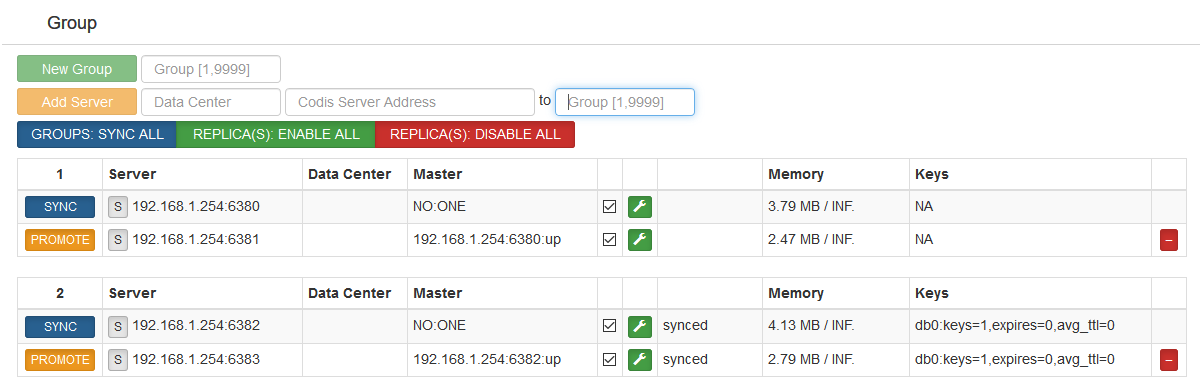 Group
New Group Group [1,9999]
Add Server Data Center Codis Server Address to Group [1,9999]
GROUPS: SYNC ALL REPLICA(S): ENABLE ALL REPLICA(S): DISABLE ALL
1 Server Data Center Master Memory Keys
SYNC S 192.168.1.254:6380 NO:ONE 3.79 MB / INF. NA
PROMOTE S 192.168.1.254:6381 192.168.1.254:6380:up 2.47 MB / INF. NA −
2 Server Data Center Master Memory Keys
SYNC S 192.168.1.254:6382 NO:ONE synced 4.13 MB / INF. db0:keys=1,expires=0,avg_ttl=0
PROMOTE S 192.168.1.254:6383 192.168.1.254:6382:up synced 2.79 MB / INF. db0:keys=1,expires=0,avg_ttl=0 −